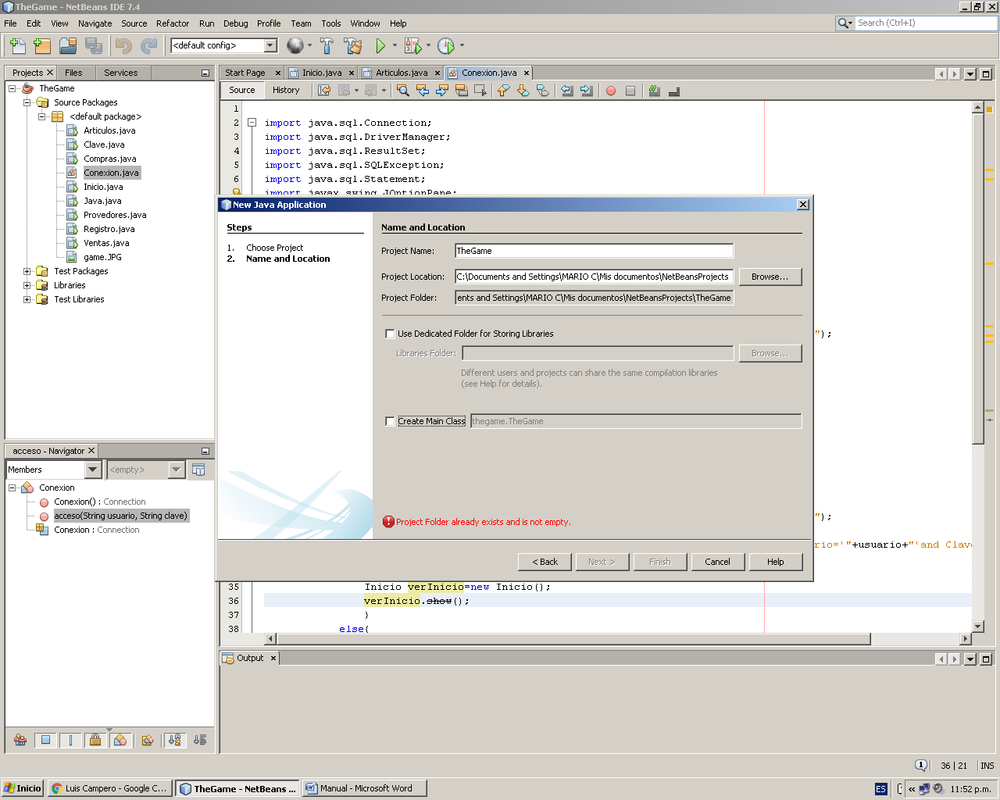 TheGame - NetBeans IDE 7.4
File Edit View Navigate Source Refactor Run Debug Profile Team Tools Window Help
Search (Ctrl+I)
<default config>
Projects Files Services
TheGame
Source Packages
<default package>
Articulos.java
Clave.java
Compras.java
Conexion.java
Inicio.java
Java.java
Provedores.java
Registro.java
Ventas.java
game.JPG
Test Packages
Libraries
Test Libraries
Start Page Inicio.java Articulos.java Conexion.java
Source History
1
2 import java.sql.Connection;
3 import java.sql.DriverManager;
4 import java.sql.ResultSet;
5 import java.sql.SQLException;
6 import java.sql.Statement;
import javax.swing.JOptionPane;
New Java Application
Steps
1. Choose Project
2. Name and Location
Name and Location
Project Name: TheGame
Project Location: C:\Documents and Settings\MARIO C\Mis documentos\NetBeansProjects Browse...
Project Folder: ents and Settings\MARIO C\Mis documentos\NetBeansProjects\TheGame
Use Dedicated Folder for Storing Libraries
Libraries Folder: Browse...
Different users and projects can share the same compilation libraries
(see Help for details).
Create Main Class thegame.TheGame
Project Folder already exists and is not empty.
< Back Next > Finish Cancel Help
");
");
rio='"+usuario+"'and Clav
35 Inicio verInicio=new Inicio();
36 verInicio.show();
37 }
38 else{
acceso - Navigator
Members <empty>
Conexion
Conexion() : Connection
acceso(String usuario, String clave)
Conexion : Connection
Output
1 36 | 21 INS
Inicio Luis Campero - Google C... TheGame - NetBeans ... Manual - Microsoft Word ES « 11:52 p.m.